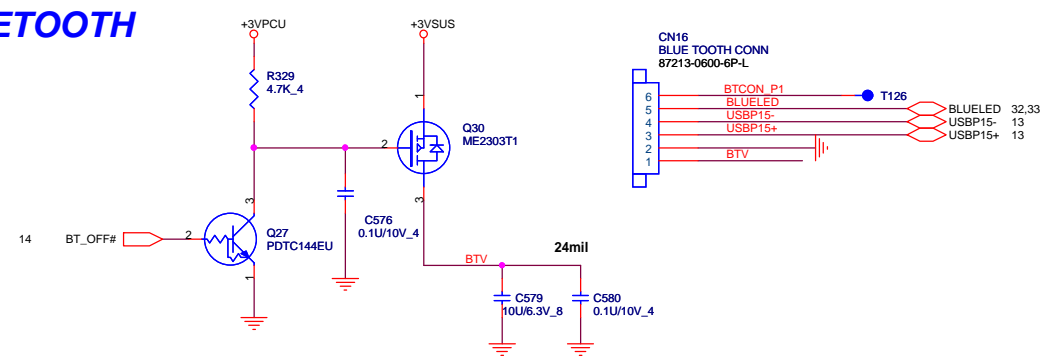 ETOOTH
+3VPCU
+3VSUS
R329
4.7K_4
1
Q30
ME2303T1
2
3
C576
0.1U/10V_4
3
14 BT_OFF# 2
Q27
PDTC144EU
1
24mil
BTV
C579
10U/6.3V_8
C580
0.1U/10V_4
CN16
BLUE TOOTH CONN
87213-0600-6P-L
6 BTCON_P1 T126
5 BLUELED BLUELED 32,33
4 USBP15- USBP15- 13
3 USBP15+ USBP15+ 13
2
1 BTV